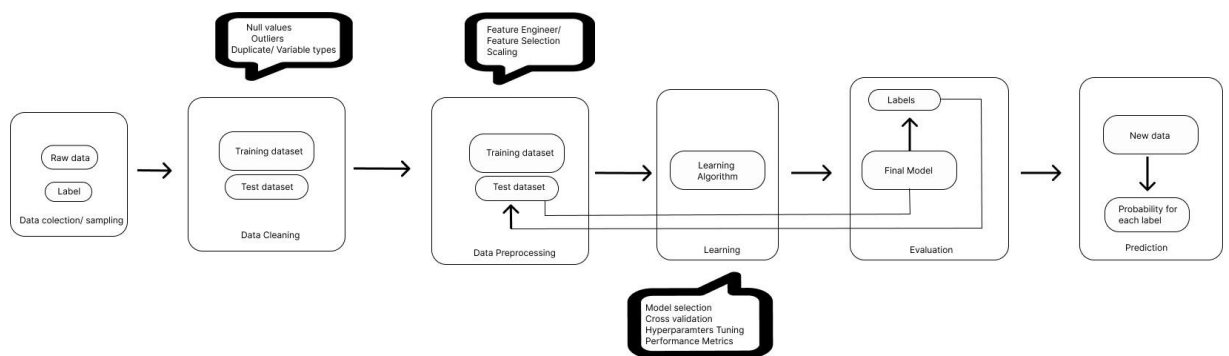 Null values
Outliers
Duplicate/ Variable types
Feature Engineer/
Feature Selection
Scaling
Raw data
Label
Data colection/ sampling
Training dataset
Test dataset
Data Cleaning
Training dataset
Test dataset
Data Preprocessing
Learning
Algorithm
Learning
Labels
Final Model
Evaluation
New data
Probability for
each label
Prediction
Model selection
Cross validation
Hyperparamters Tuning
Performance Metrics